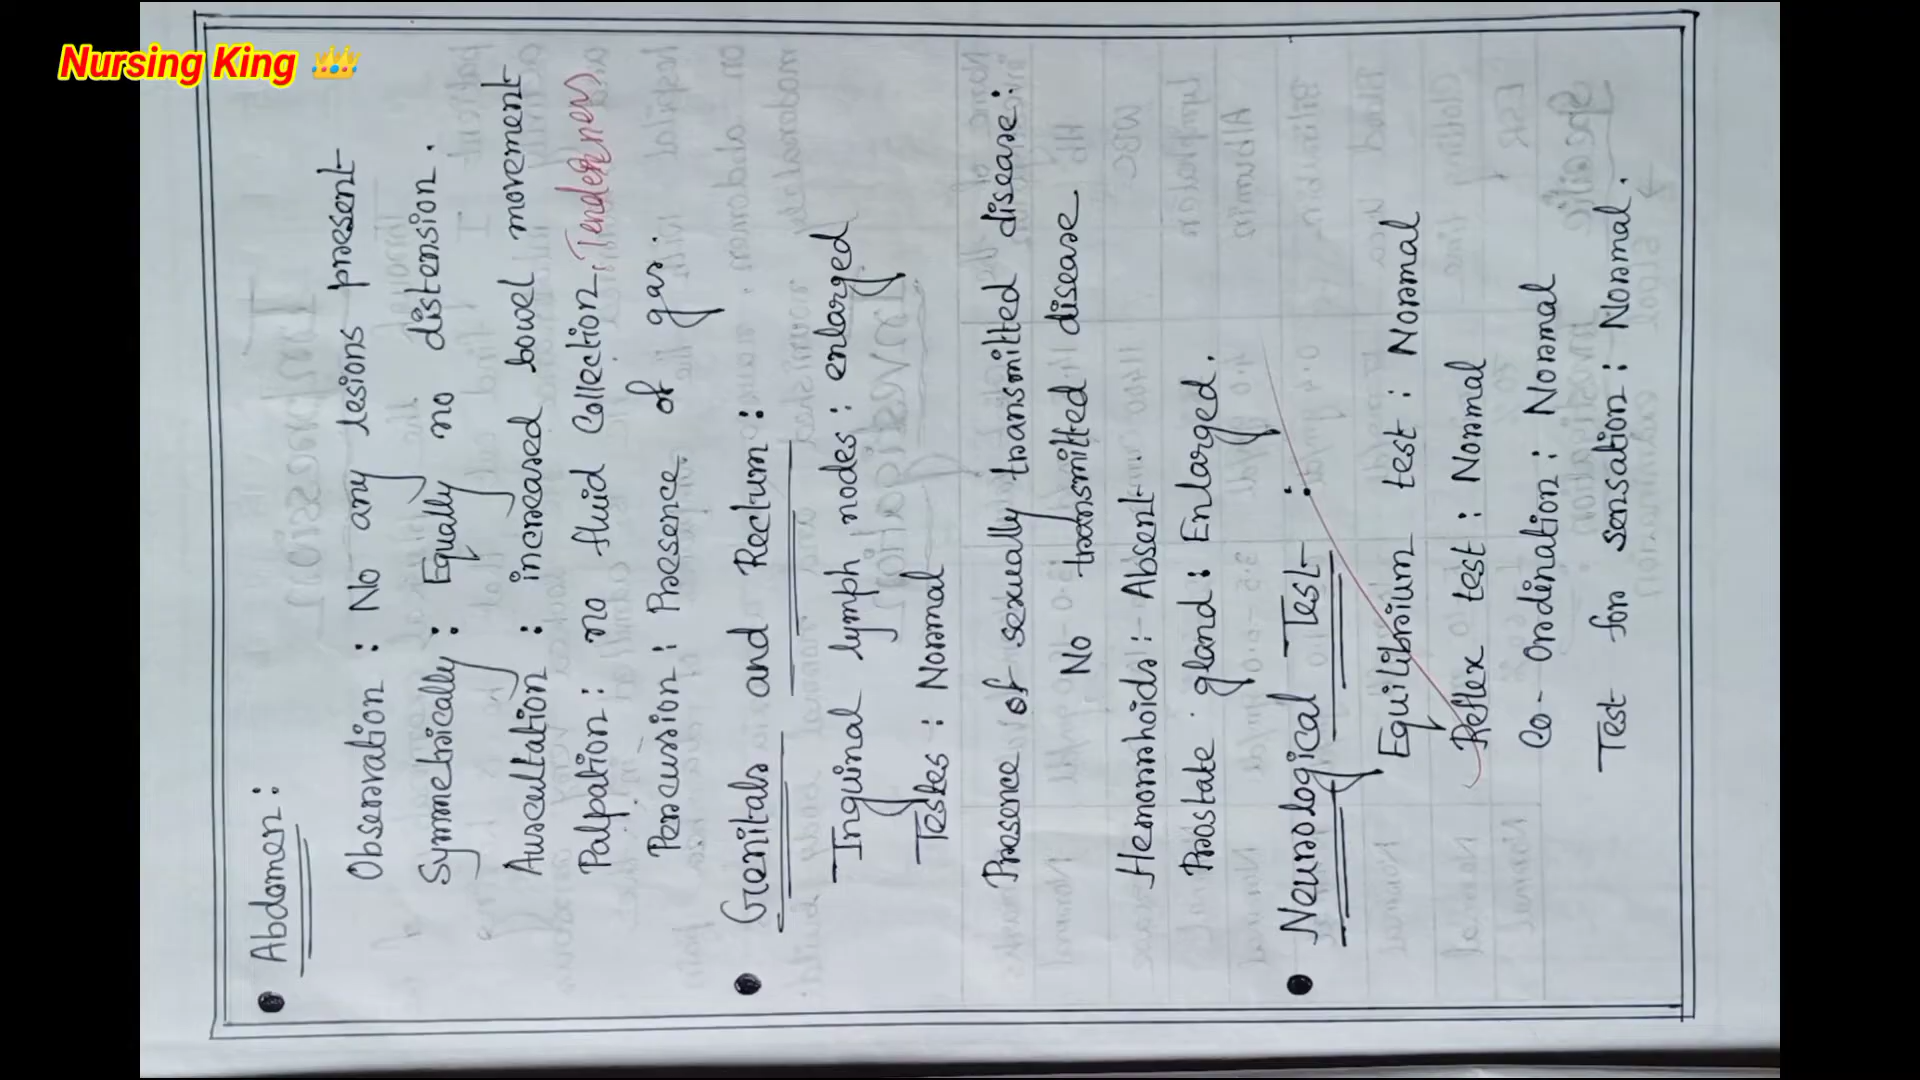 Nursing King
Abdomen:
Observation : No any lesions present
Symmetrically : Equally no distension.
Auscultation : increased bowel movement
Palpation : no fluid collection. Tenderness
Percussion : Presence of gas.
Genitals and Rectum :
Inguinal lymph nodes : enlarged
Testes : Normal
Presence of sexually transmitted disease :
No transmitted disease
Hemorrhoids :- Absent
Prostate gland : Enlarged.
Neurological Test :
Equilibrium test : Normal
Reflex test : Normal
Co-Ordination : Normal
Test for sensation : Normal.